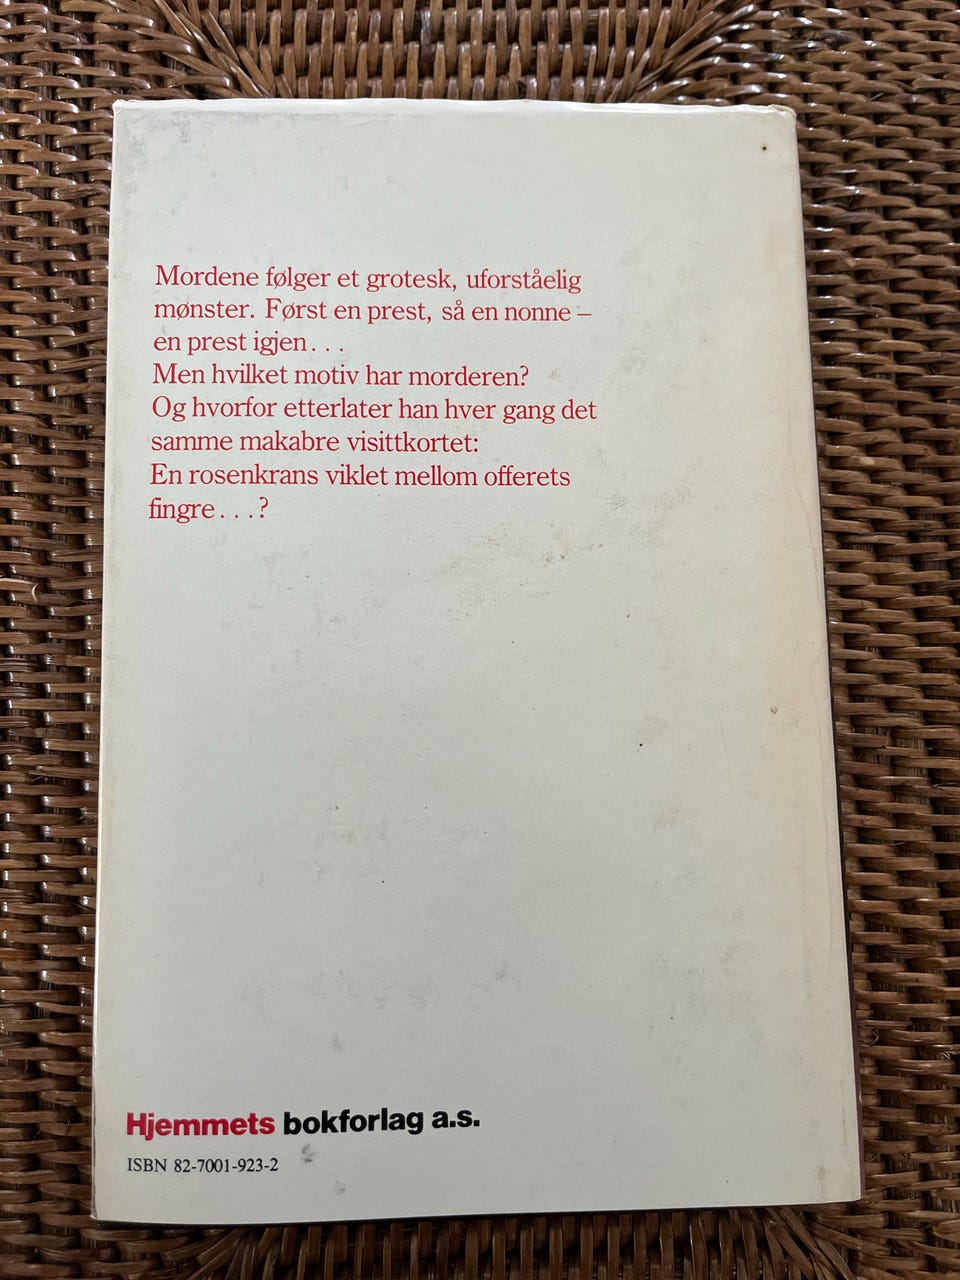 Mordene følger et grotesk, uforståelig
mønster. Først en prest, så en nonne –
en prest igjen . . .
Men hvilket motiv har morderen?
Og hvorfor etterlater han hver gang det
samme makabre visittkortet:
En rosenkrans viklet mellom offerets
fingre . . . ?
Hjemmets bokforlag a.s.
ISBN 82-7001-923-2